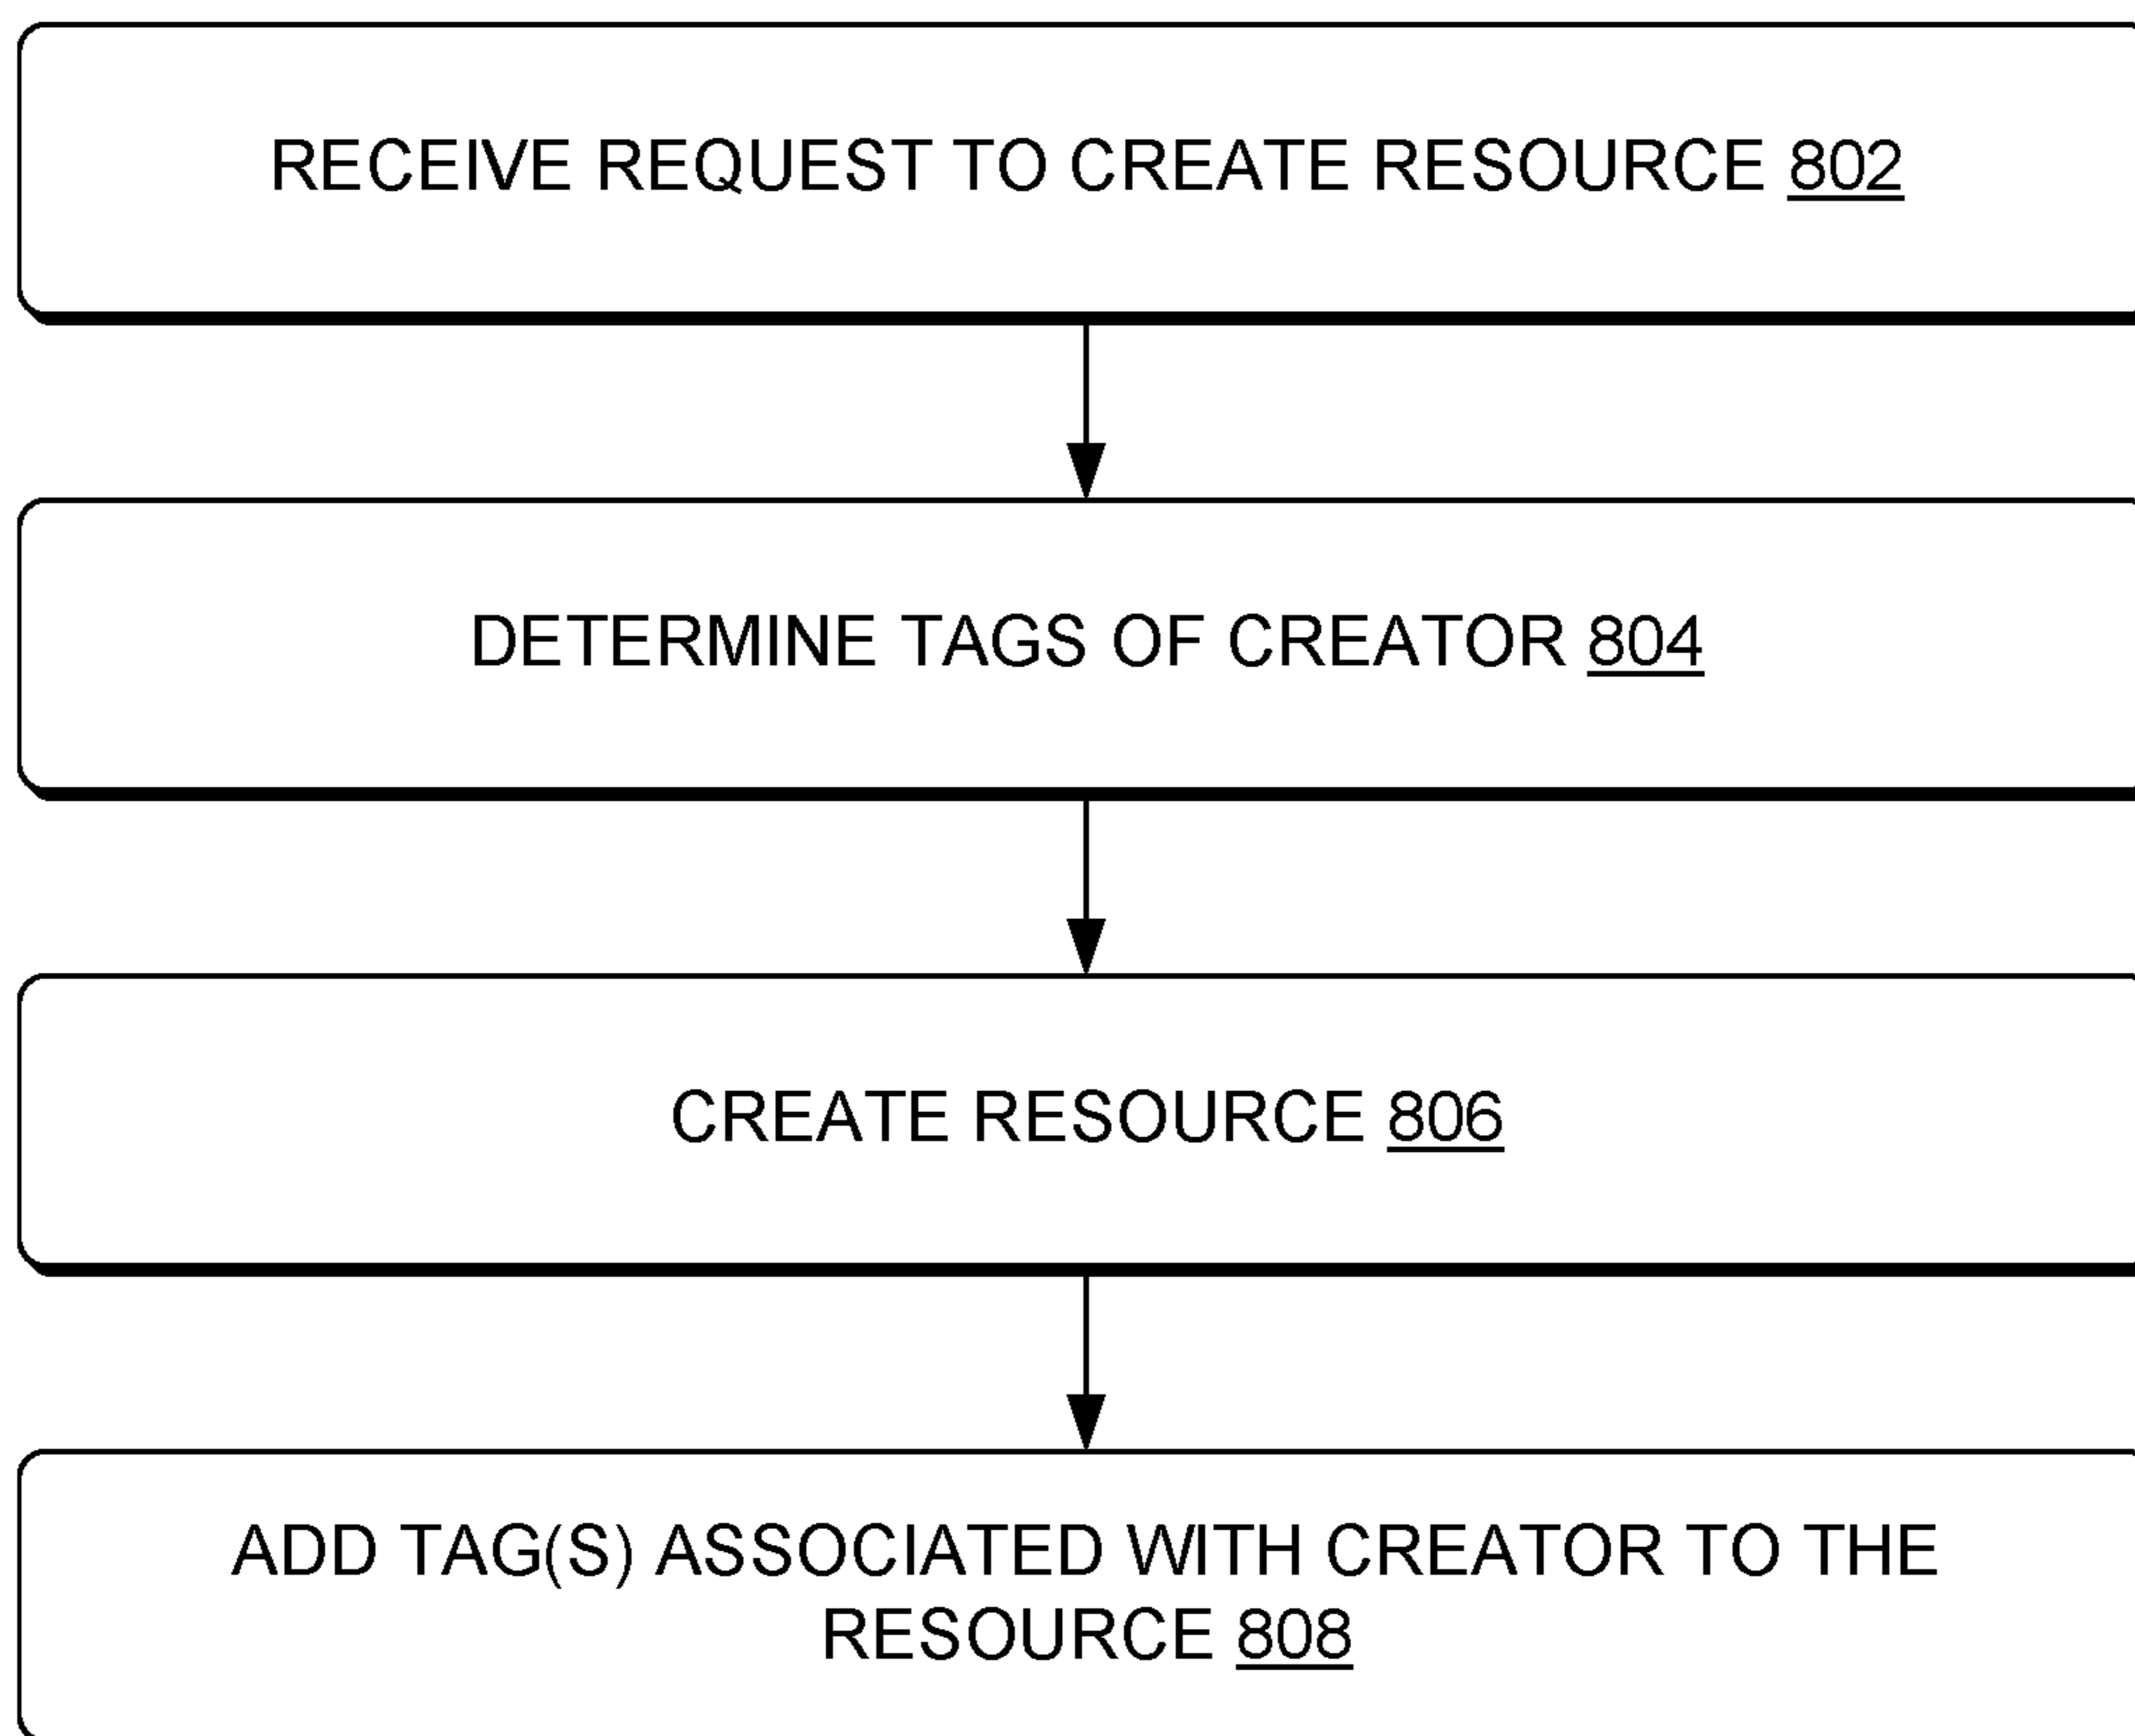 RECEIVE REQUEST TO CREATE RESOURCE 802
DETERMINE TAGS OF CREATOR 804
CREATE RESOURCE 806
ADD TAG(S) ASSOCIATED WITH CREATOR TO THE
RESOURCE 808